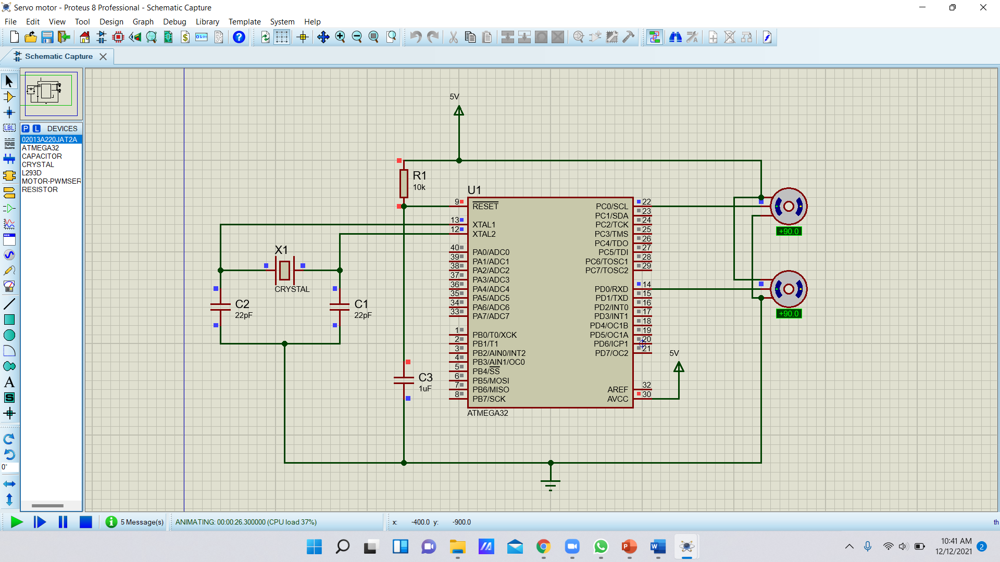 Servo motor - Proteus 8 Professional - Schematic Capture
File Edit View Tool Design Graph Debug Library Template System Help
Schematic Capture
P L DEVICES
02013A220JAT2A
ATMEGA32
CAPACITOR
CRYSTAL
L293D
MOTOR-PWMSER
RESISTOR
LBL
A
S
0°
5V
R1
10k
U1
9 RESET
13 XTAL1
12 XTAL2
40 PA0/ADC0
39 PA1/ADC1
38 PA2/ADC2
37 PA3/ADC3
36 PA4/ADC4
35 PA5/ADC5
34 PA6/ADC6
33 PA7/ADC7
1 PB0/T0/XCK
2 PB1/T1
3 PB2/AIN0/INT2
4 PB3/AIN1/OC0
5 PB4/SS
6 PB5/MOSI
7 PB6/MISO
8 PB7/SCK
PC0/SCL 22
PC1/SDA 23
PC2/TCK 24
PC3/TMS 25
PC4/TDO 26
PC5/TDI 27
PC6/TOSC1 28
PC7/TOSC2 29
PD0/RXD 14
PD1/TXD 15
PD2/INT0 16
PD3/INT1 17
PD4/OC1B 18
PD5/OC1A 19
PD6/ICP1 20
PD7/OC2 21
AREF 32
AVCC 30
ATMEGA32
X1
CRYSTAL
C2
22pF
C1
22pF
C3
1uF
5V
+90.0
+90.0
5 Message(s)
ANIMATING: 00:00:26.300000 (CPU load 37%)
x: -400.0 y: -900.0
th
10:41 AM
12/12/2021
2